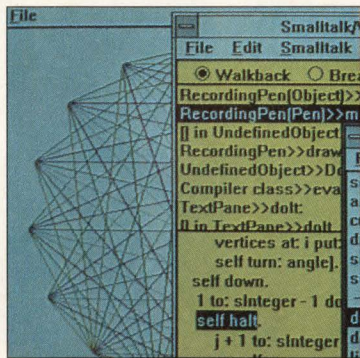 File
Smalltalk/V
File Edit Smalltalk
Walkback
RecordingPen(Object)>>
RecordingPen(Pen)>>m
[] in UndefinedObject
RecordingPen>>draw
UndefinedObject>>Do
Compiler class>>eva
TextPane>>doIt:
[] in TextPane>>doIt
vertices at: i put:
self turn: angle].
self down.
1 to: sInteger - 1 do
self halt.
j + 1 to: sInteger